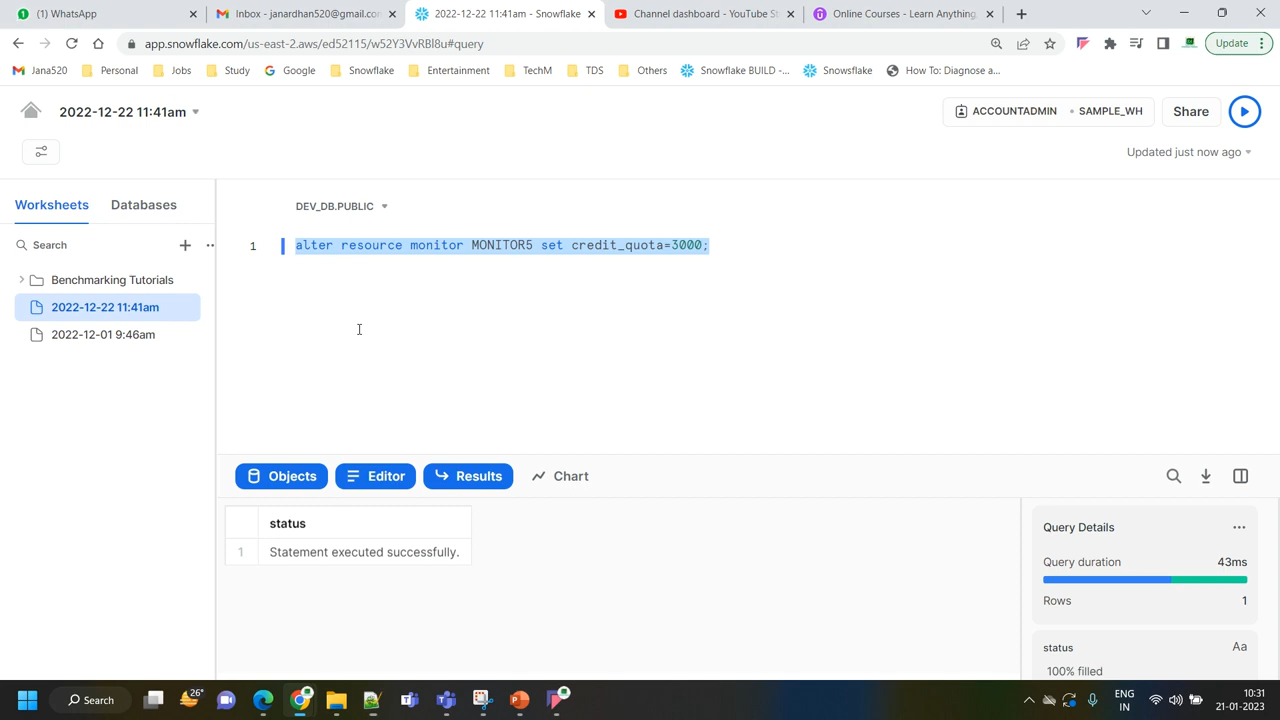 (1) WhatsApp
Inbox - janardhan520@gmail.com
2022-12-22 11:41am - Snowflake
Channel dashboard - YouTube St
Online Courses - Learn Anything,
app.snowflake.com/us-east-2.aws/ed52115/w52Y3VvRRI8u#query
Update
Jana520
Personal
Jobs
Study
Google
Snowflake
Entertainment
TechM
TDS
Others
Snowflake BUILD -...
Snowsflake
How To: Diagnose a...
2022-12-22 11:41am
ACCOUNTADMIN • SAMPLE_WH
Share
Updated just now ago
Worksheets
Databases
DEV_DB.PUBLIC
Search
1 alter resource monitor MONITOR5 set credit_quota=3000;
Benchmarking Tutorials
2022-12-22 11:41am
2022-12-01 9:46am
Objects
Editor
Results
Chart
status
1 Statement executed successfully.
Query Details
Query duration 43ms
Rows 1
status Aa
100% filled
26°
Search
ENG
IN
10:31
21-01-2023